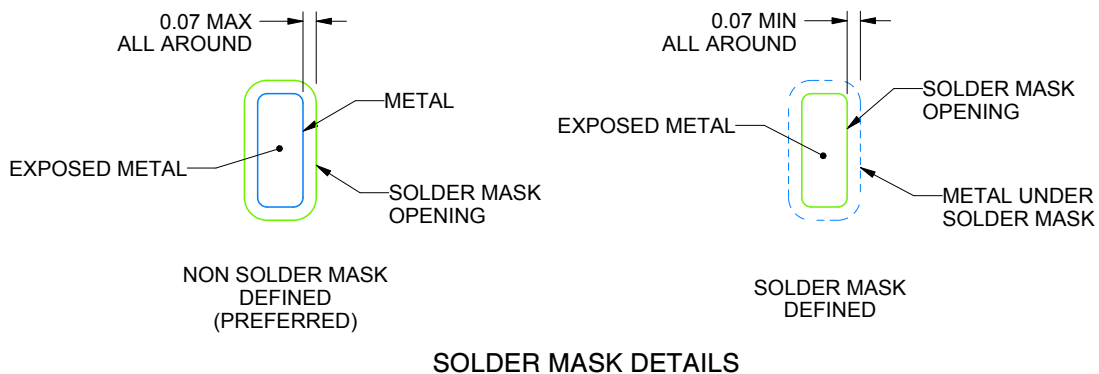 0.07 MAX
ALL AROUND
METAL
EXPOSED METAL
SOLDER MASK
OPENING
NON SOLDER MASK
DEFINED
(PREFERRED)
0.07 MIN
ALL AROUND
SOLDER MASK
OPENING
EXPOSED METAL
METAL UNDER
SOLDER MASK
SOLDER MASK
DEFINED
SOLDER MASK DETAILS